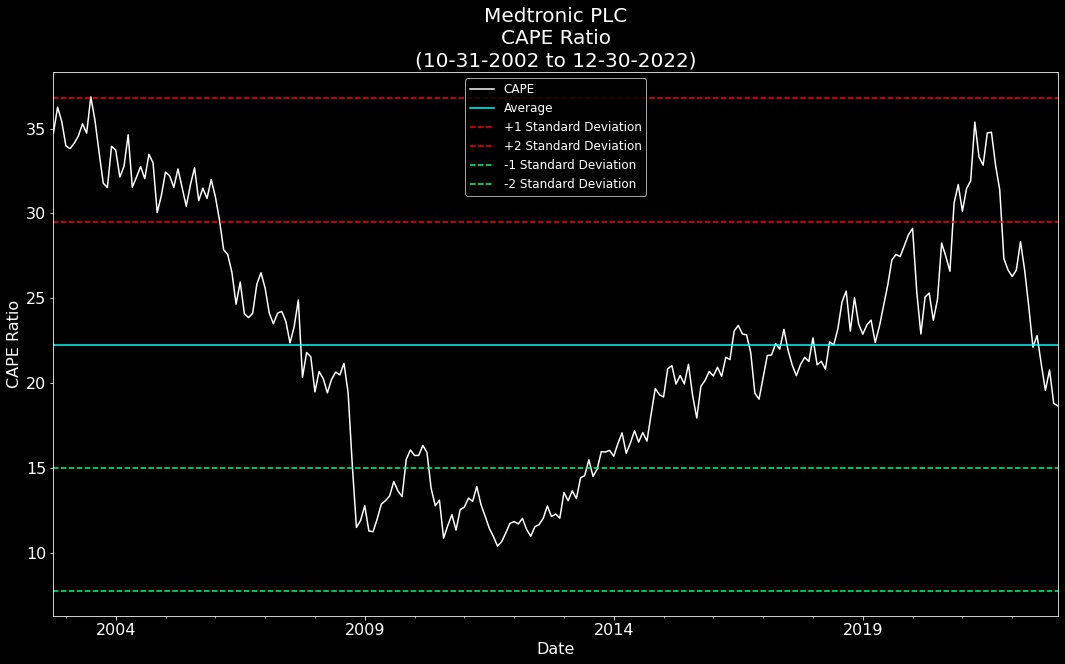 Medtronic PLC
CAPE Ratio
(10-31-2002 to 12-30-2022)
CAPE
Average
+1 Standard Deviation
+2 Standard Deviation
-1 Standard Deviation
-2 Standard Deviation
CAPE Ratio
35
30
25
20
15
10
2004
2009
2014
2019
Date